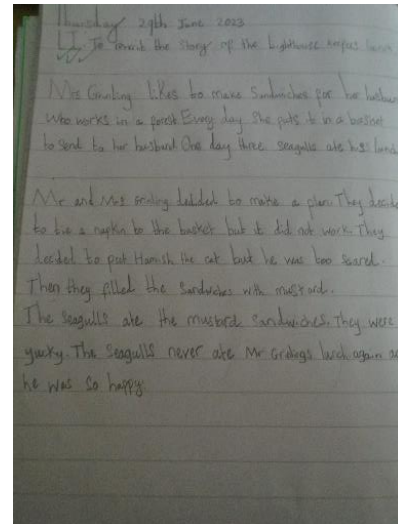 Thursday 29th June 2023
LI: To rewrite the story of the Lighthouse keepers lunch
Mrs Grinling likes to make Sandwiches for her husban
who works in a forest Every day she puts it in a basket
to send to her husband One day three seagulls ate his
Mr and Mrs Grinling decided to make a plan. They decide
to tie a napkin to the basket but it did not work. They
decided to put Hamish the cat but he was too scared.
Then they filled the sandwiches with mustard.
The seagulls ate the mustard sandwiches. They were
yucky. The seagulls never ate Mr lunch again a
he was so happy.